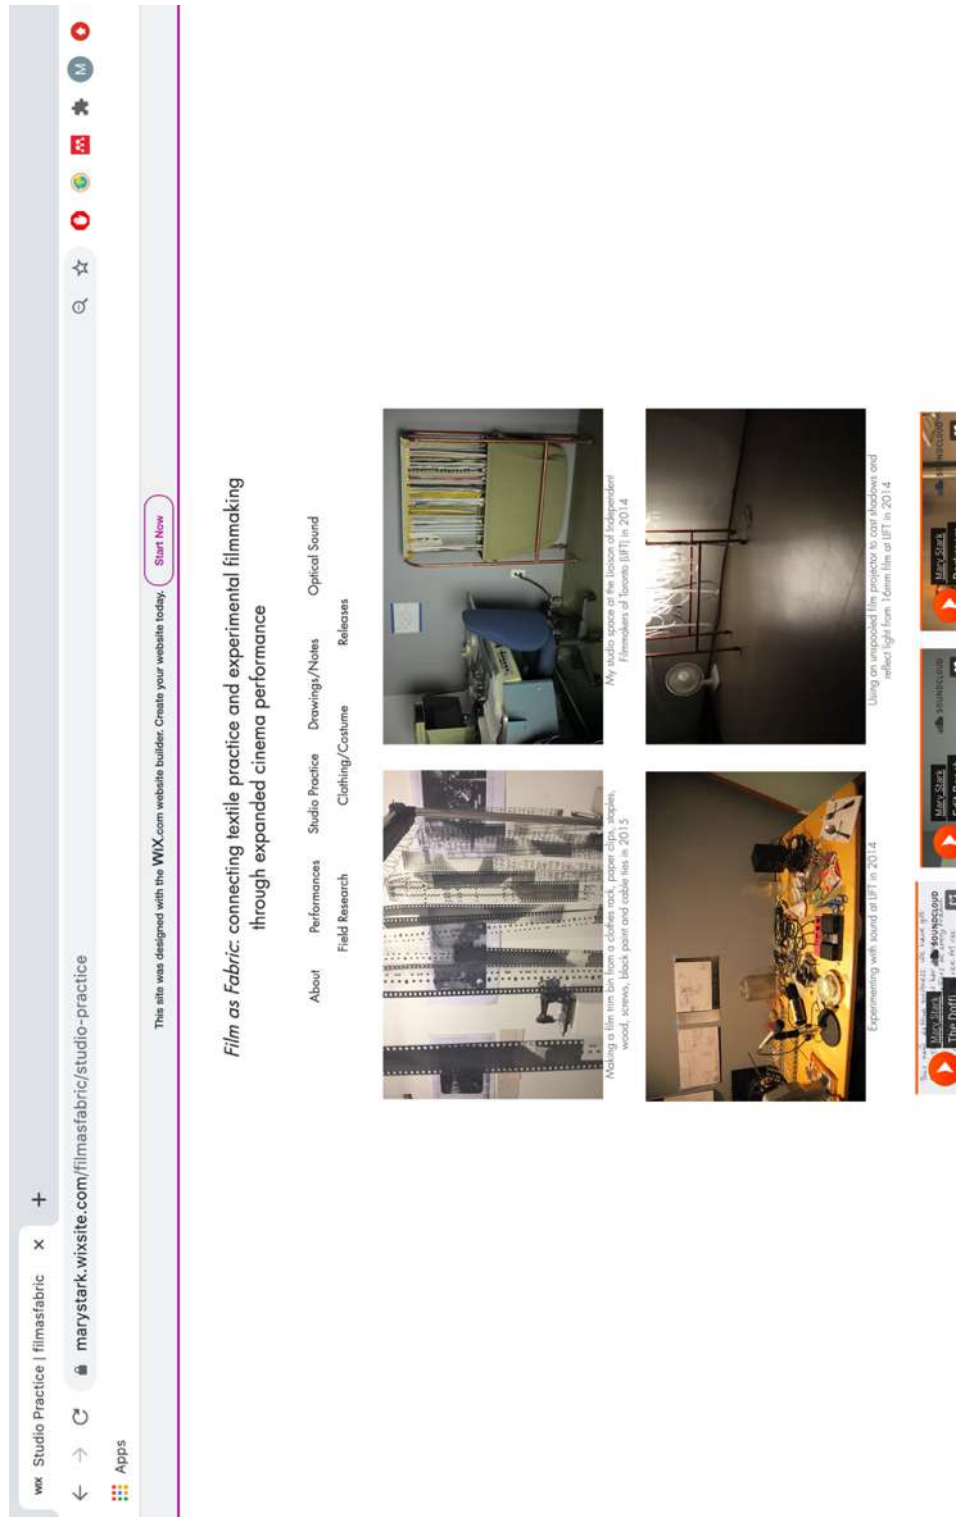 WiX Studio Practice | filmasfabric × +
marystark.wixsite.com/filmasfabric/studio-practice
M
Apps
This site was designed with the WiX.com website builder. Create your website today. Start Now
Film as Fabric: connecting textile practice and experimental filmmaking
through expanded cinema performance
About Performances Studio Practice Drawings/Notes Optical Sound
Field Research Clothing/Costume Releases
Making a film trim bin from a clothes rack, paper clips, staples,
wood, screws, black paint and cable ties in 2015
My studio space at the Liaison of Independent
Filmmakers of Toronto (LIFT) in 2014
Experimenting with sound at LIFT in 2014
Using an unspooled film projector to cast shadows and
reflect light from 16mm film at LIFT in 2014
Mary Stark SOUNDCLOUD
The Doffi
Mary Stark SOUNDCLOUD
Mary Stark SOUNDCLOUD